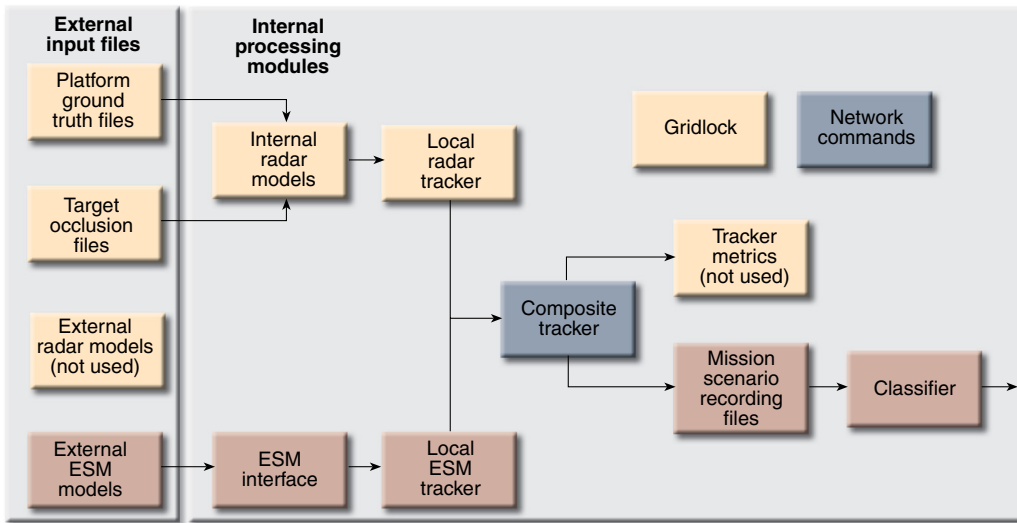 External
input files
Platform
ground
truth files
Target
occlusion
files
External
radar models
(not used)
External
ESM
models
Internal
processing
modules
Internal
radar
models
Local
radar
tracker
Gridlock
Network
commands
Tracker
metrics
(not used)
Composite
tracker
Mission
scenario
recording
files
Classifier
ESM
interface
Local
ESM
tracker